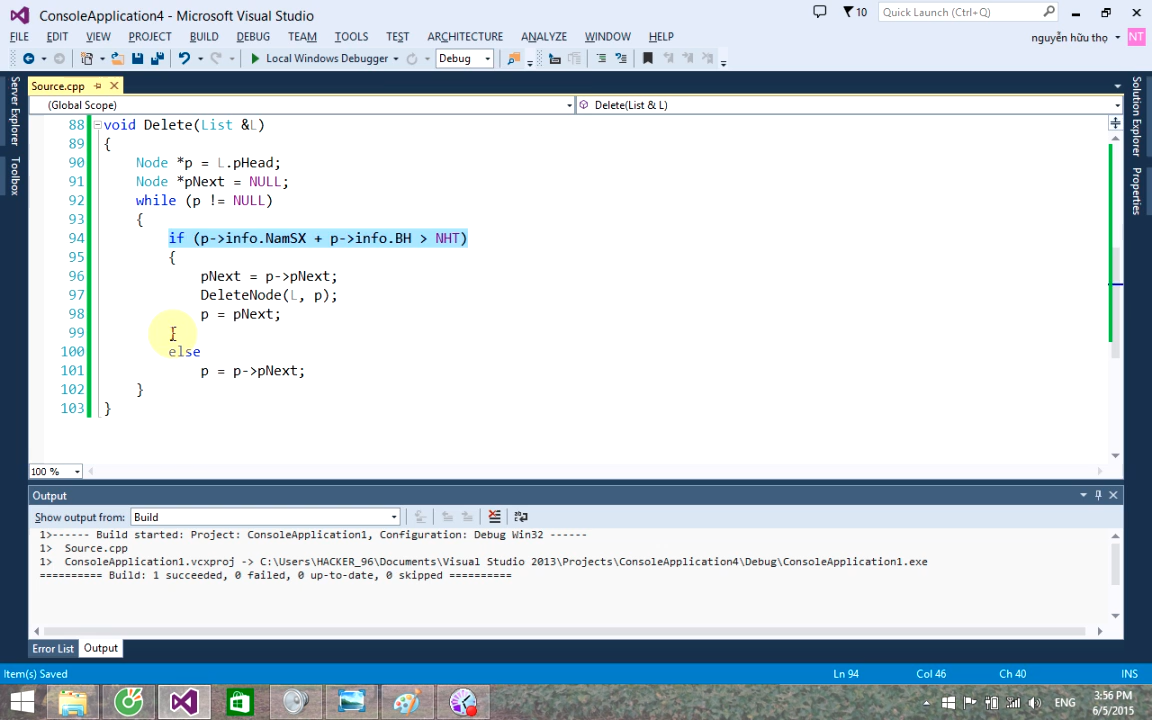 ConsoleApplication4 - Microsoft Visual Studio
10
Quick Launch (Ctrl+Q)
FILE EDIT VIEW PROJECT BUILD DEBUG TEAM TOOLS TEST ARCHITECTURE ANALYZE WINDOW HELP
nguyễn hữu thọ NT
Local Windows Debugger
Debug
Source.cpp
(Global Scope)
Delete(List & L)
Server Explorer
Toolbox
Solution Explorer
Properties
88 void Delete(List &L)
89 {
90 Node *p = L.pHead;
91 Node *pNext = NULL;
92 while (p != NULL)
93 {
94 if (p->info.NamSX + p->info.BH > NHT)
95 {
96 pNext = p->pNext;
97 DeleteNode(L, p);
98 p = pNext;
99 }
100 else
101 p = p->pNext;
102 }
103 }
100 %
Output
Show output from: Build
1>------ Build started: Project: ConsoleApplication1, Configuration: Debug Win32 ------
1> Source.cpp
1> ConsoleApplication1.vcxproj -> C:\Users\HACKER_96\Documents\Visual Studio 2013\Projects\ConsoleApplication4\Debug\ConsoleApplication1.exe
========== Build: 1 succeeded, 0 failed, 0 up-to-date, 0 skipped ==========
Error List Output
Item(s) Saved
Ln 94 Col 46 Ch 40 INS
ENG
3:56 PM
6/5/2015